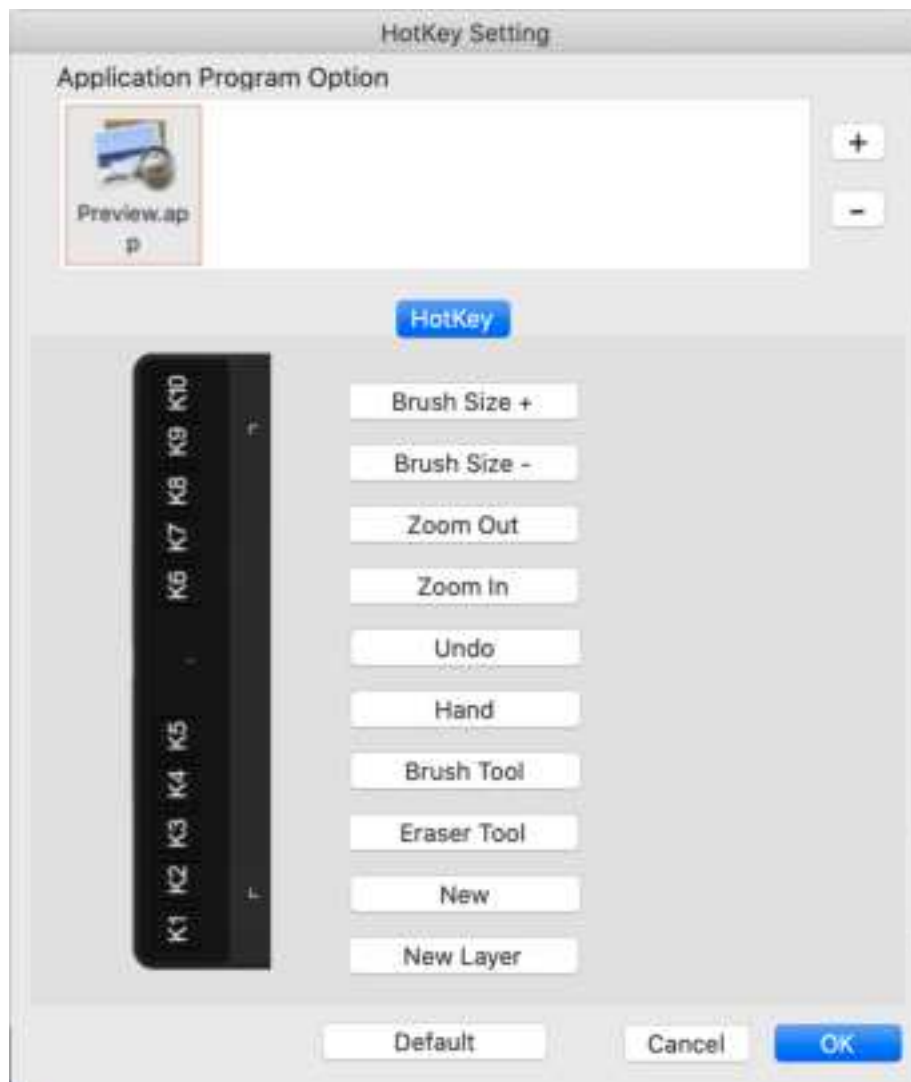 HotKey Setting
Application Program Option
Preview.ap
p
+
-
HotKey
K10
K9
K8
K7
K6
K5
K4
K3
K2
K1
Brush Size +
Brush Size -
Zoom Out
Zoom In
Undo
Hand
Brush Tool
Eraser Tool
New
New Layer
Default
Cancel
OK